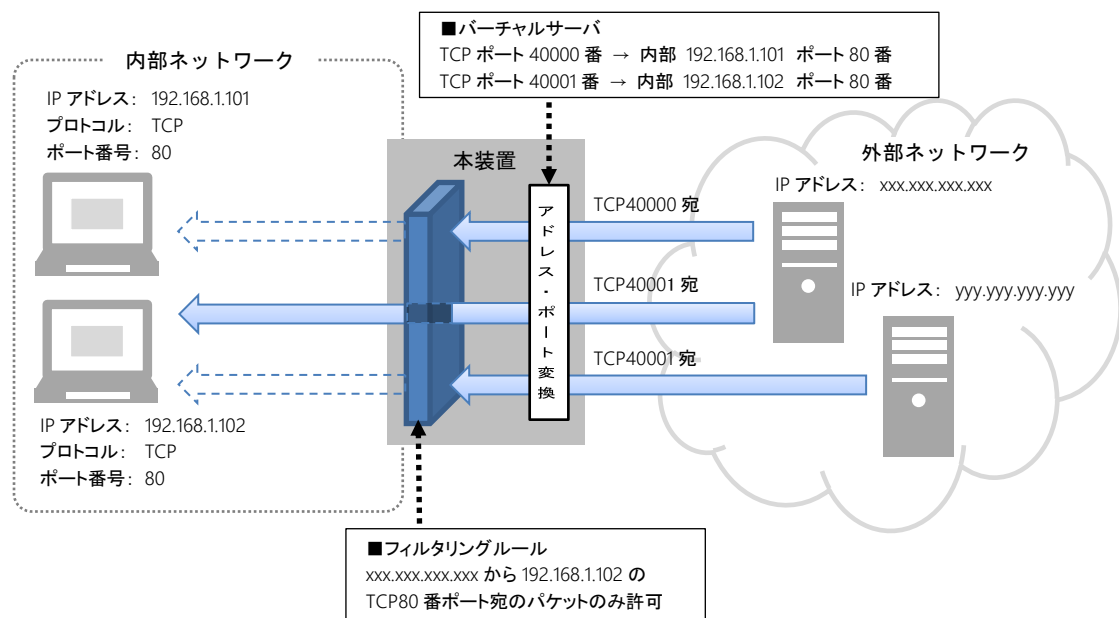 ■バーチャルサーバ
TCP ポート 40000 番 → 内部 192.168.1.101 ポート 80 番
TCP ポート 40001 番 → 内部 192.168.1.102 ポート 80 番
内部ネットワーク
IP アドレス： 192.168.1.101
プロトコル： TCP
ポート番号： 80
本装置
アドレス・ポート変換
外部ネットワーク
IP アドレス： xxx.xxx.xxx.xxx
TCP40000 宛
TCP40001 宛
IP アドレス： yyy.yyy.yyy.yyy
TCP40001 宛
IP アドレス： 192.168.1.102
プロトコル： TCP
ポート番号： 80
■フィルタリングルール
xxx.xxx.xxx.xxx から 192.168.1.102 の
TCP80 番ポート宛のパケットのみ許可